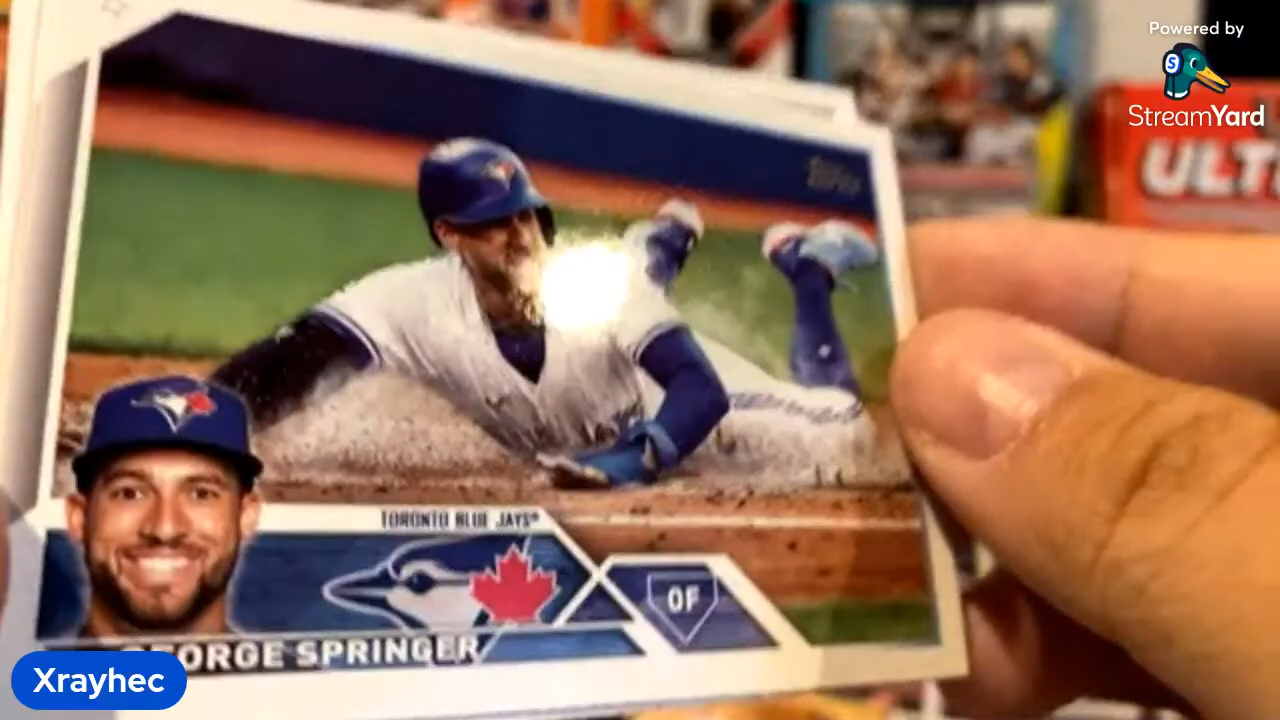 Powered by
S
StreamYard
Topps
ULT
TORONTO BLUE JAYS®
OF
GEORGE SPRINGER
Xrayhec